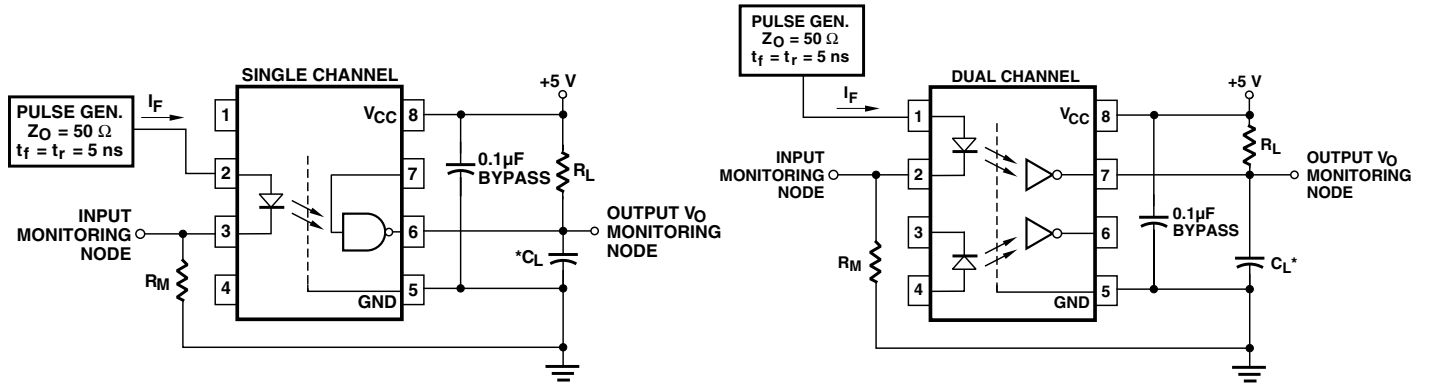 SINGLE CHANNEL
PULSE GEN.
ZO = 50 Ω
tf = tr = 5 ns
IF
1
2
3
4
VCC
8
7
6
5
GND
INPUT
MONITORING
NODE
RM
0.1µF
BYPASS
+5 V
RL
*CL
OUTPUT VO
MONITORING
NODE
PULSE GEN.
ZO = 50 Ω
tf = tr = 5 ns
DUAL CHANNEL
IF
1
2
3
4
VCC
8
7
6
5
GND
INPUT
MONITORING
NODE
RM
+5 V
RL
0.1µF
BYPASS
CL*
OUTPUT VO
MONITORING
NODE